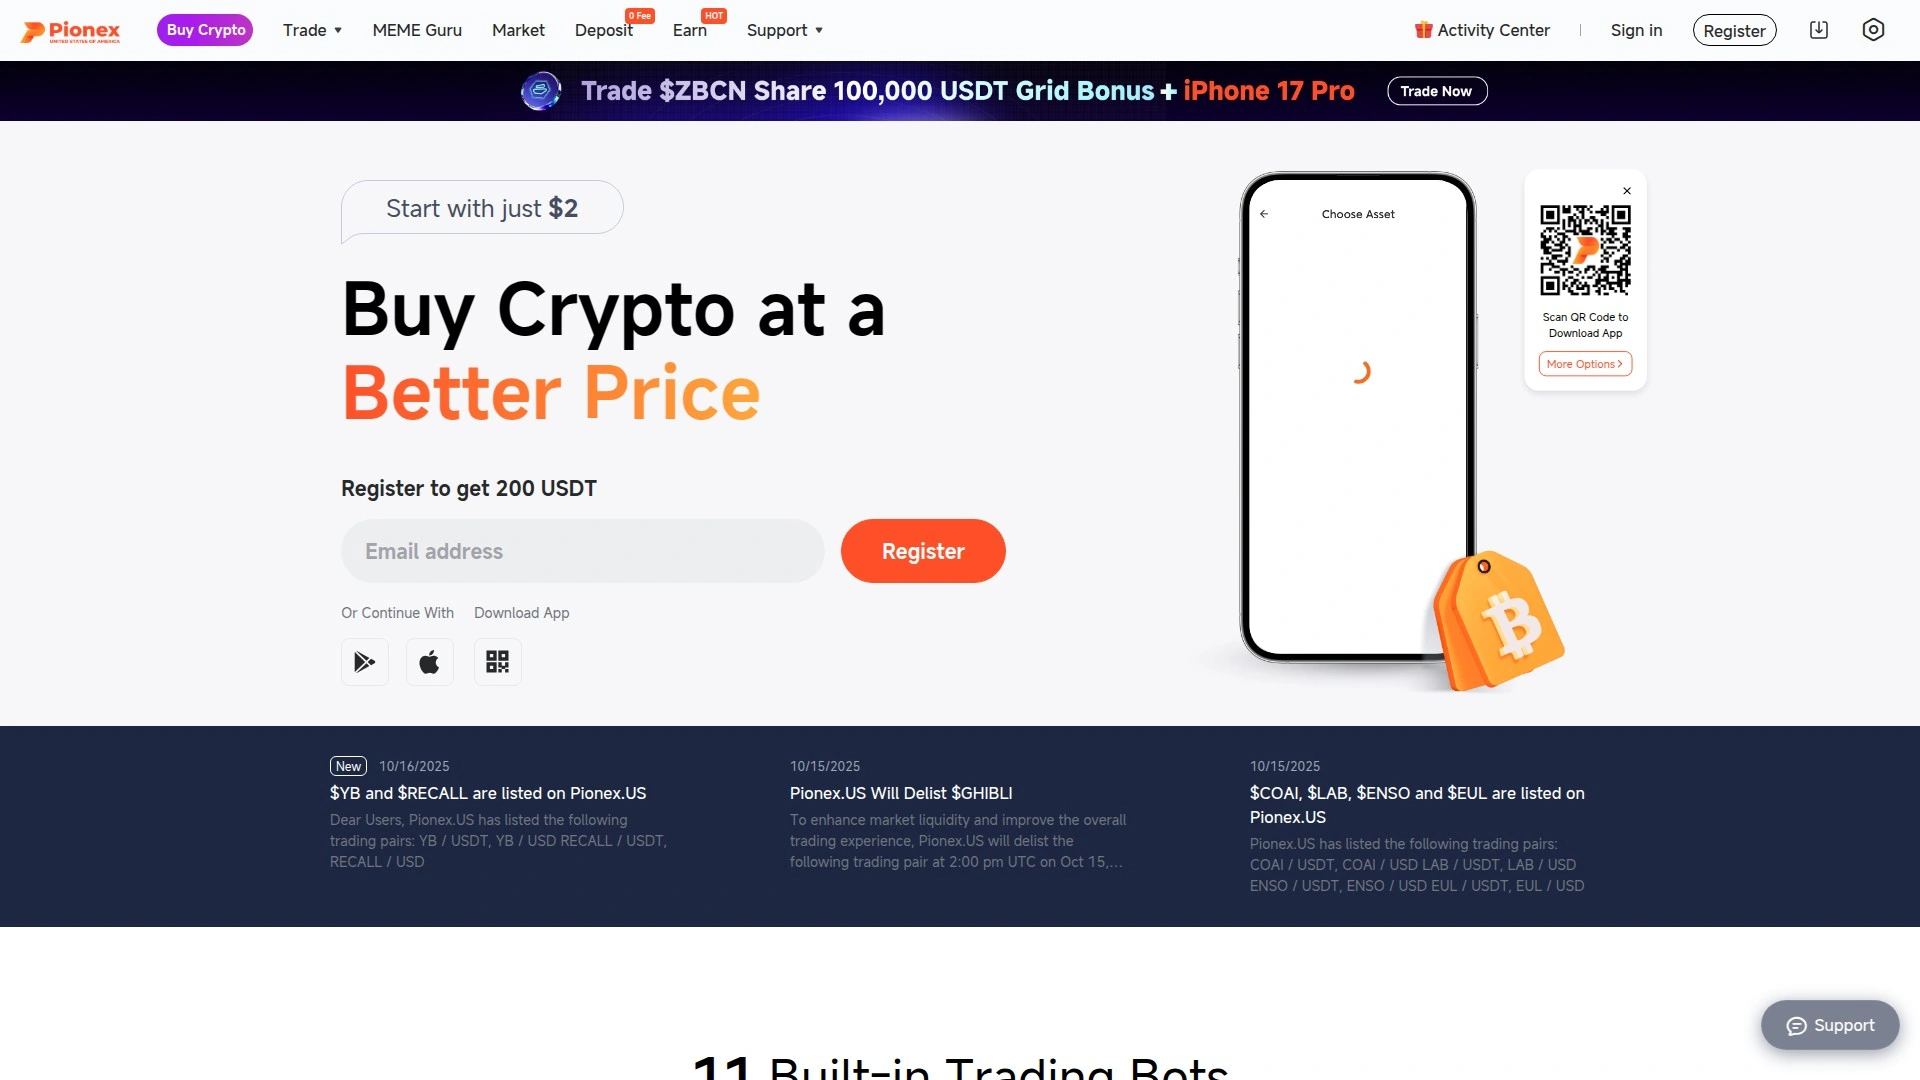 Pionex
UNITED STATES OF AMERICA
Buy Crypto
Trade
MEME Guru
Market
Deposit
0 Fee
Earn
HOT
Support
Activity Center
Sign in
Register
Trade $ZBCN Share 100,000 USDT Grid Bonus + iPhone 17 Pro
Trade Now
Start with just $2
Buy Crypto at a
Better Price
Register to get 200 USDT
Email address
Register
Or Continue With
Download App
Choose Asset
Scan QR Code to
Download App
More Options
New
10/16/2025
$YB and $RECALL are listed on Pionex.US
Dear Users, Pionex.US has listed the following
trading pairs: YB / USDT, YB / USD RECALL / USDT,
RECALL / USD
10/15/2025
Pionex.US Will Delist $GHIBLI
To enhance market liquidity and improve the overall
trading experience, Pionex.US will delist the
following trading pair at 2:00 pm UTC on Oct 15,...
10/15/2025
$COAI, $LAB, $ENSO and $EUL are listed on
Pionex.US
Pionex.US has listed the following trading pairs:
COAI / USDT, COAI / USD LAB / USDT, LAB / USD
ENSO / USDT, ENSO / USD EUL / USDT, EUL / USD
11 Built-in Trading Bots
Support